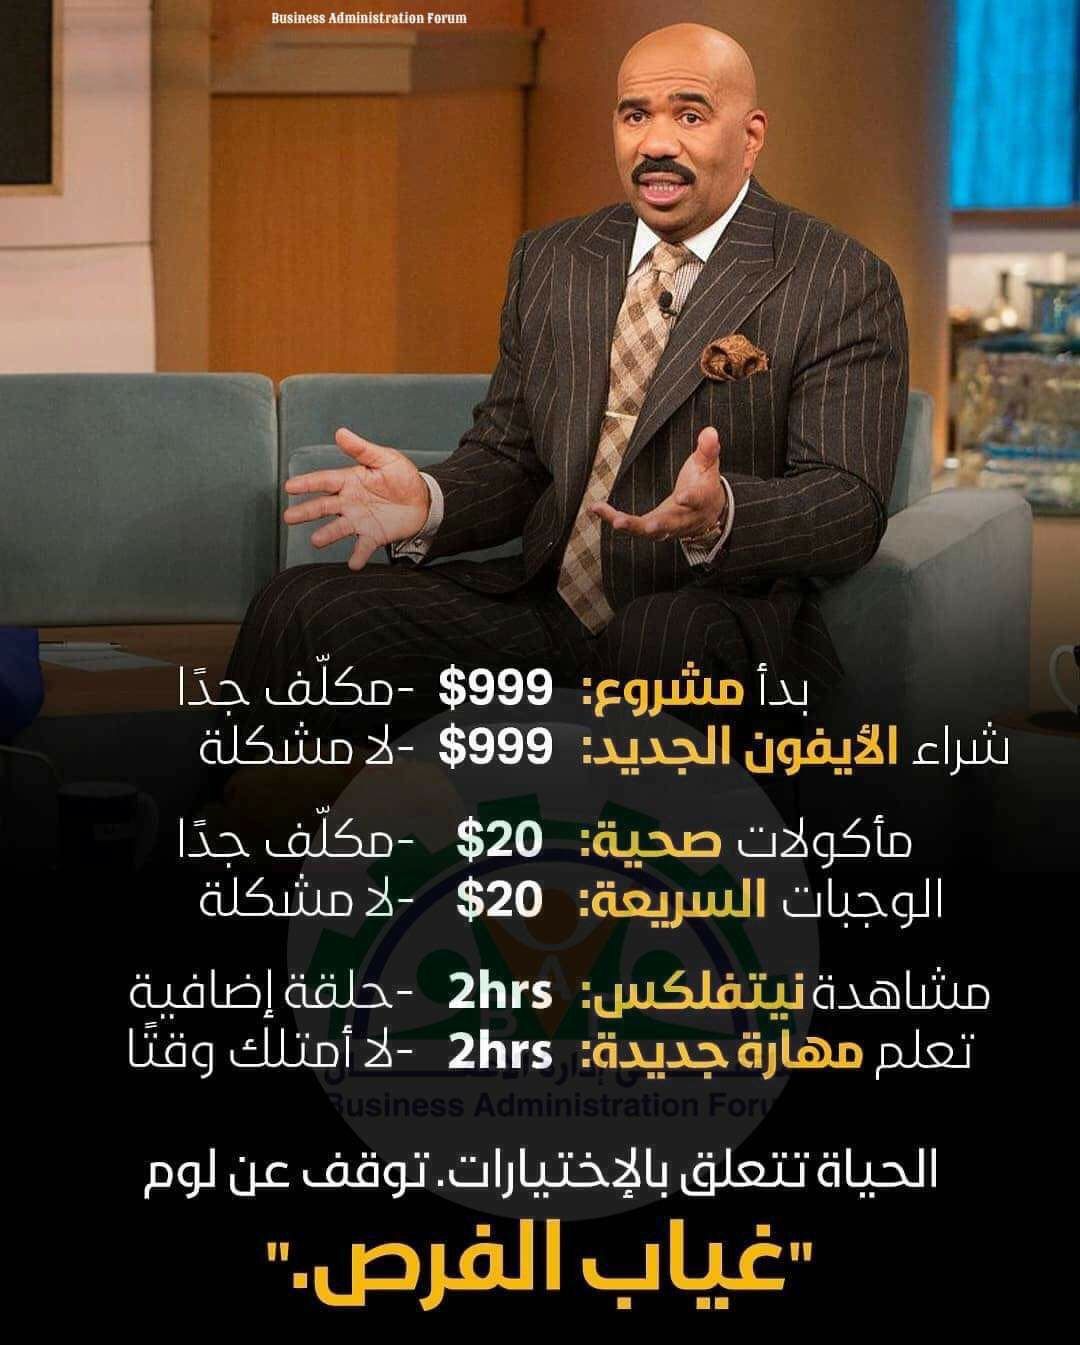 Business Administration Forum
بدأ مشروع: 999$ -مكلّف جدًا
شراء الأيفون الجديد: 999$ -لا مشكلة
مأكولات صحية: 20$ -مكلّف جدًا
الوجبات السريعة: 20$ -لا مشكلة
مشاهدة نيتفلكس: 2hrs -حلقة إضافية
تعلم مهارة جديدة: 2hrs -لا أمتلك وقتًا
Business Administration Foru
الحياة تتعلق بالإختيارات. توقف عن لوم
"غياب الفرص."